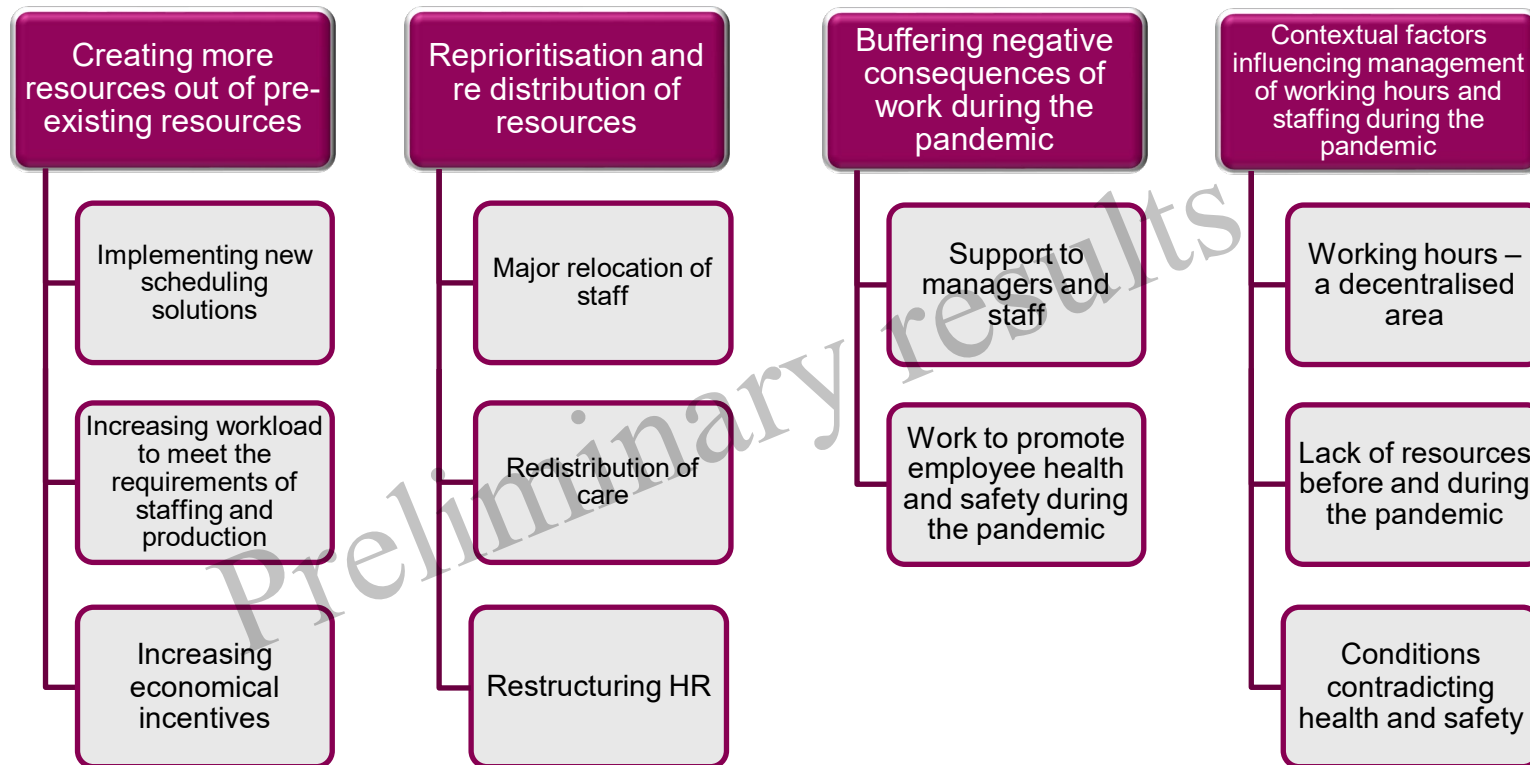 Creating more
resources out of pre-
existing resources
Implementing new
scheduling
solutions
Increasing workload
to meet the
requirements of
staffing and
production
Increasing
economical
incentives
Reprioritisation and
re distribution of
resources
Major relocation of
staff
Redistribution of
care
Restructuring HR
Buffering negative
consequences of
work during the
pandemic
Support to
managers and
staff
Work to promote
employee health
and safety during
the pandemic
Contextual factors
influencing management
of working hours and
staffing during the
pandemic
Working hours –
a decentralised
area
Lack of resources
before and during
the pandemic
Conditions
contradicting
health and safety
Preliminary results